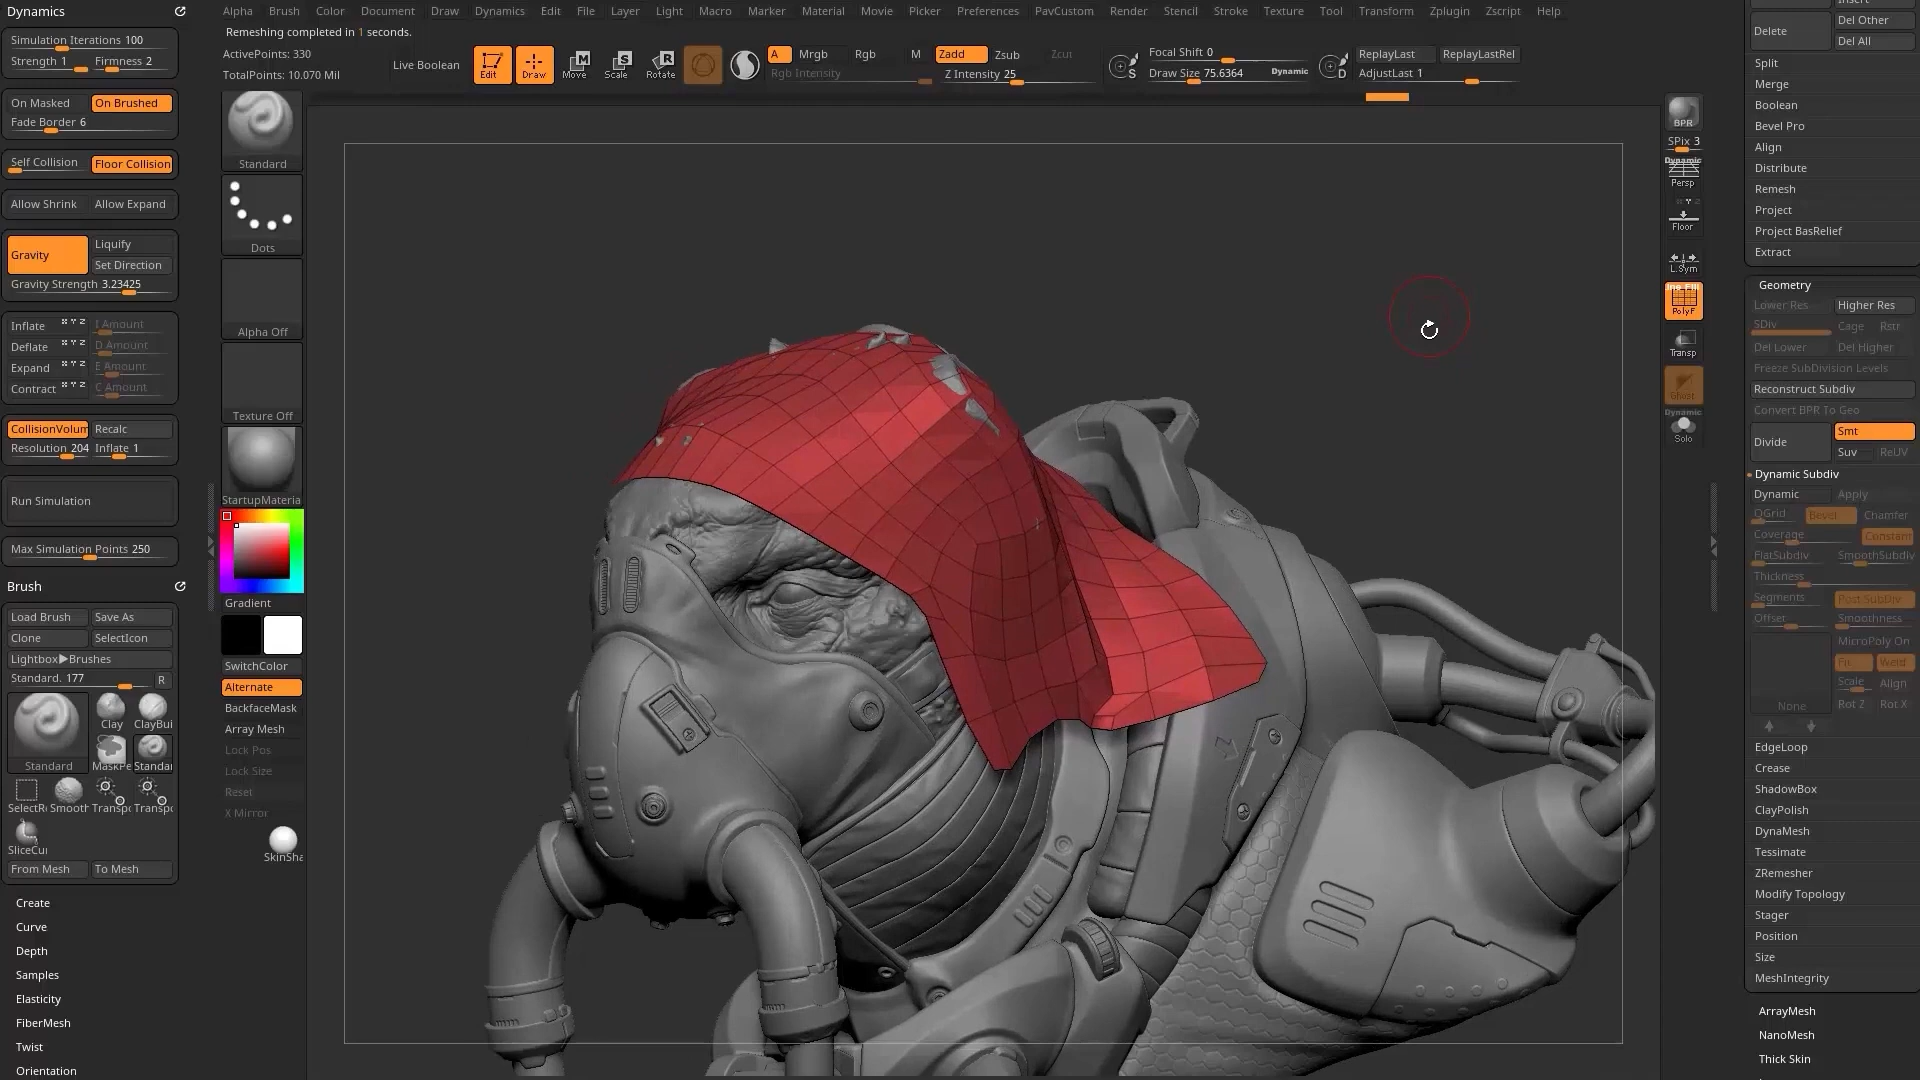 Dynamics
Simulation Iterations 100
Strength 1 Firmness 2
On Masked On Brushed
Fade Border 6
Self Collision Floor Collision
Allow Shrink Allow Expand
Gravity Liquify
Set Direction
Gravity Strength 3.23425
Inflate X Y Z I Amount
Deflate X Y Z D Amount
Expand X Y Z E Amount
Contract X Y Z C Amount
CollisionVolum Recalc
Resolution 204 Inflate 1
Run Simulation
Max Simulation Points 250
Brush
Load Brush Save As
Clone SelectIcon
Lightbox▶Brushes
Standard. 177 R
Standard
Clay ClayBui
MaskPe Standar
SelectRe Smooth Transpo Transpo
SliceCur
From Mesh To Mesh
Create
Curve
Depth
Samples
Elasticity
FiberMesh
Twist
Orientation
Alpha Brush Color Document Draw Dynamics Edit File Layer Light Macro Marker Material Movie Picker Preferences PavCustom Render Stencil Stroke Texture Tool Transform Zplugin Zscript Help
Remeshing completed in 1 seconds.
ActivePoints: 330
TotalPoints: 10.070 Mil
Live Boolean
Edit Draw Move Scale Rotate
A Mrgb Rgb M Zadd Zsub Zcut
Rgb Intensity Z Intensity 25
S Focal Shift 0
Draw Size 75.6364 Dynamic
D ReplayLast ReplayLastRel
AdjustLast 1
Standard
Dots
Alpha Off
Texture Off
StartupMateria
Gradient
SwitchColor
Alternate
BackfaceMask
Array Mesh
Lock Pos
Lock Size
Reset
X Mirror
SkinSha
BPR
SPix 3
Dynamic
Persp
Floor
L.Sym
PolyF
Transp
Ghost
Dynamic
Solo
Delete Del Other
Del All
Split
Merge
Boolean
Bevel Pro
Align
Distribute
Remesh
Project
Project BasRelief
Extract
Geometry
Lower Res Higher Res
SDiv Cage Rstr
Del Lower Del Higher
Freeze SubDivision Levels
Reconstruct Subdiv
Convert BPR To Geo
Divide Smt
Suv ReUV
Dynamic Subdiv
Dynamic Apply
QGrid Bevel Chamfer
Coverage Constant
FlatSubdiv SmoothSubdiv
Thickness
Segments Post SubDiv
Offset Smoothness
MicroPoly On
Fit Weld
Scale Align
None Rot Z Rot X
EdgeLoop
Crease
ShadowBox
ClayPolish
DynaMesh
Tessimate
ZRemesher
Modify Topology
Stager
Position
Size
MeshIntegrity
ArrayMesh
NanoMesh
Thick Skin